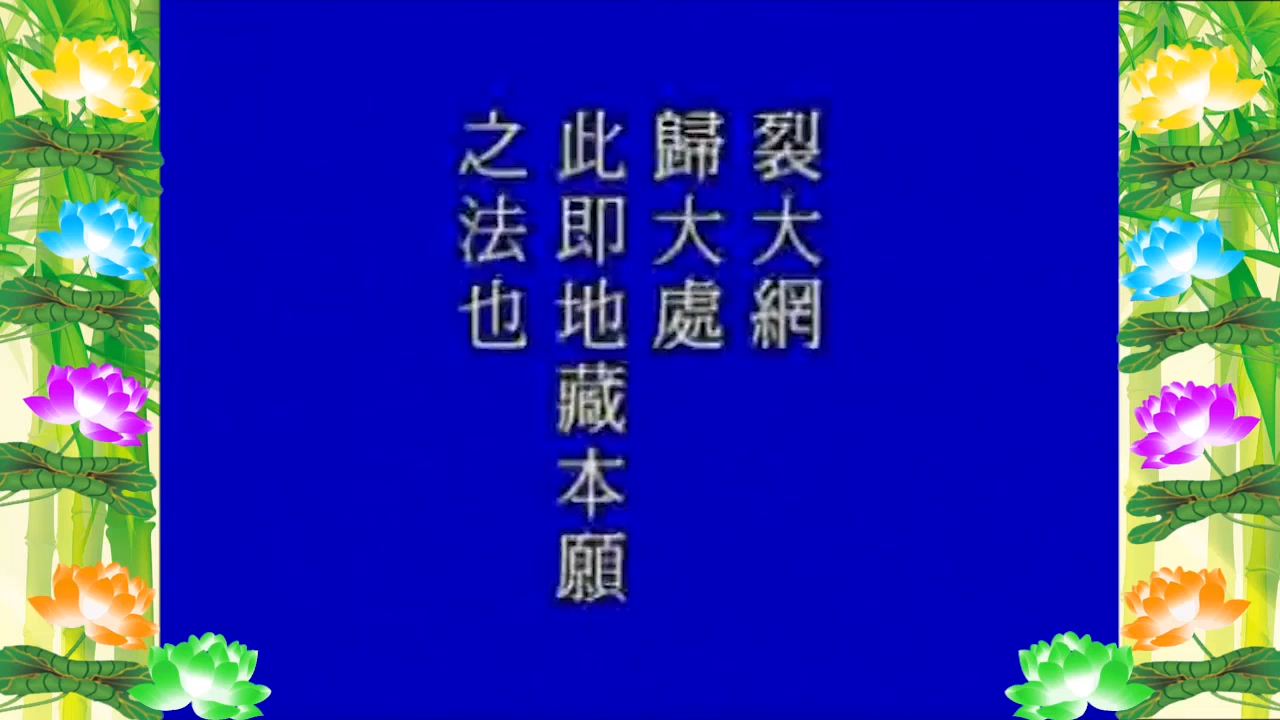 裂大網
歸大處
此即地藏本願
之法也